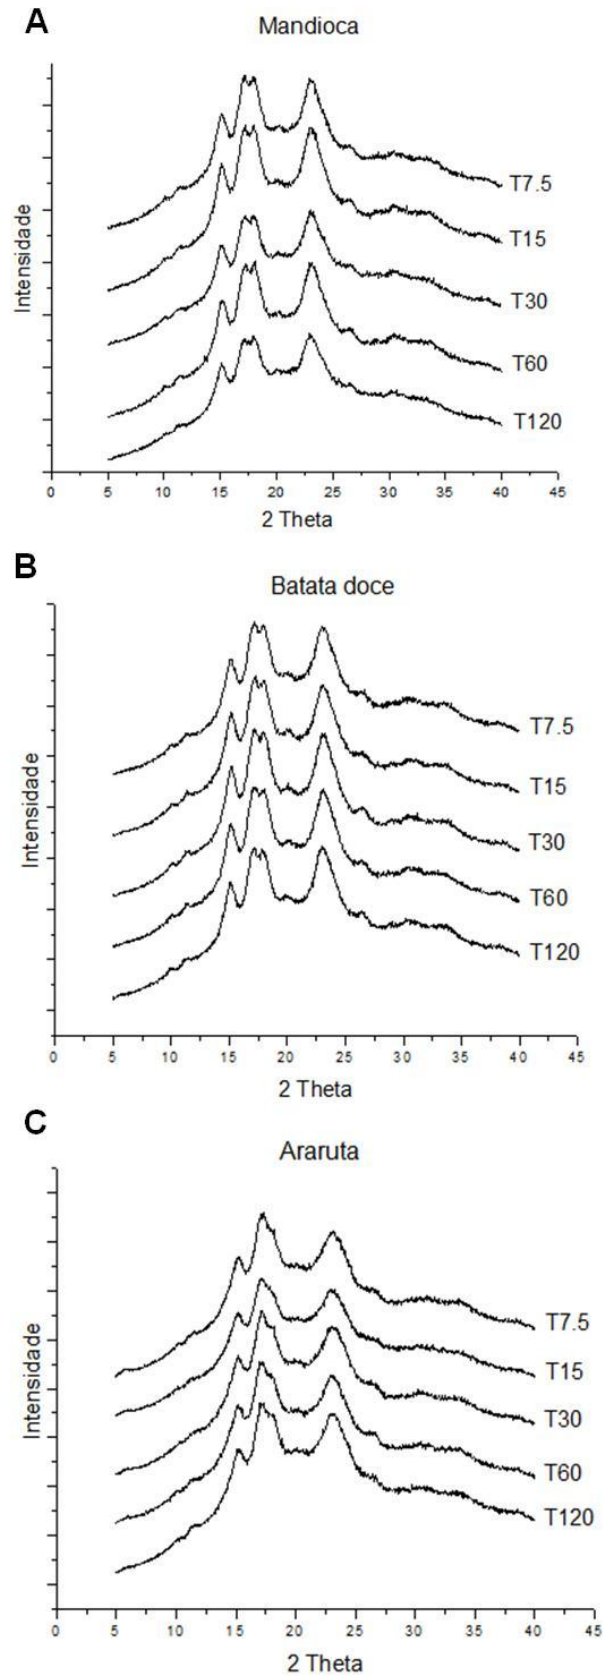 A
Mandioca
Intensidade
T7.5
T15
T30
T60
T120
0 5 10 15 20 25 30 35 40 45
2 Theta
B
Batata doce
Intensidade
T7.5
T15
T30
T60
T120
0 5 10 15 20 25 30 35 40 45
2 Theta
C
Araruta
Intensidade
T7.5
T15
T30
T60
T120
0 5 10 15 20 25 30 35 40 45
2 Theta